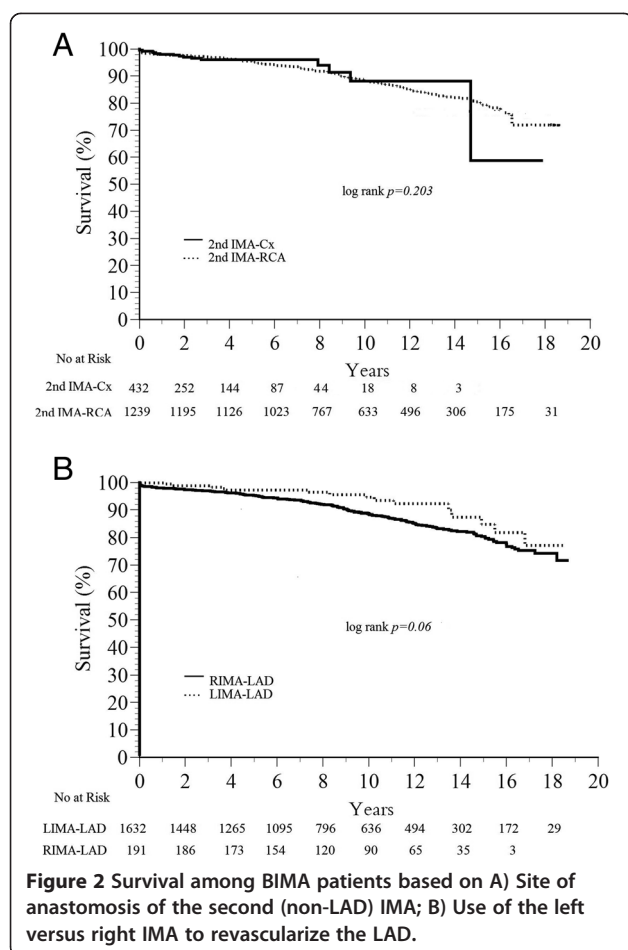 A
100
90
80
70
60
50
40
30
20
10
0
Survival (%)
log rank p=0.203
2nd IMA-Cx
2nd IMA-RCA
0 2 4 6 8 10 12 14 16 18 20
Years
No at Risk
2nd IMA-Cx 432 252 144 87 44 18 8 3
2nd IMA-RCA 1239 1195 1126 1023 767 633 496 306 175 31
B
100
90
80
70
60
50
40
30
20
10
0
Survival (%)
log rank p=0.06
RIMA-LAD
LIMA-LAD
0 2 4 6 8 10 12 14 16 18 20
Years
No at Risk
LIMA-LAD 1632 1448 1265 1095 796 636 494 302 172 29
RIMA-LAD 191 186 173 154 120 90 65 35 3
Figure 2 Survival among BIMA patients based on A) Site of
anastomosis of the second (non-LAD) IMA; B) Use of the left
versus right IMA to revascularize the LAD.